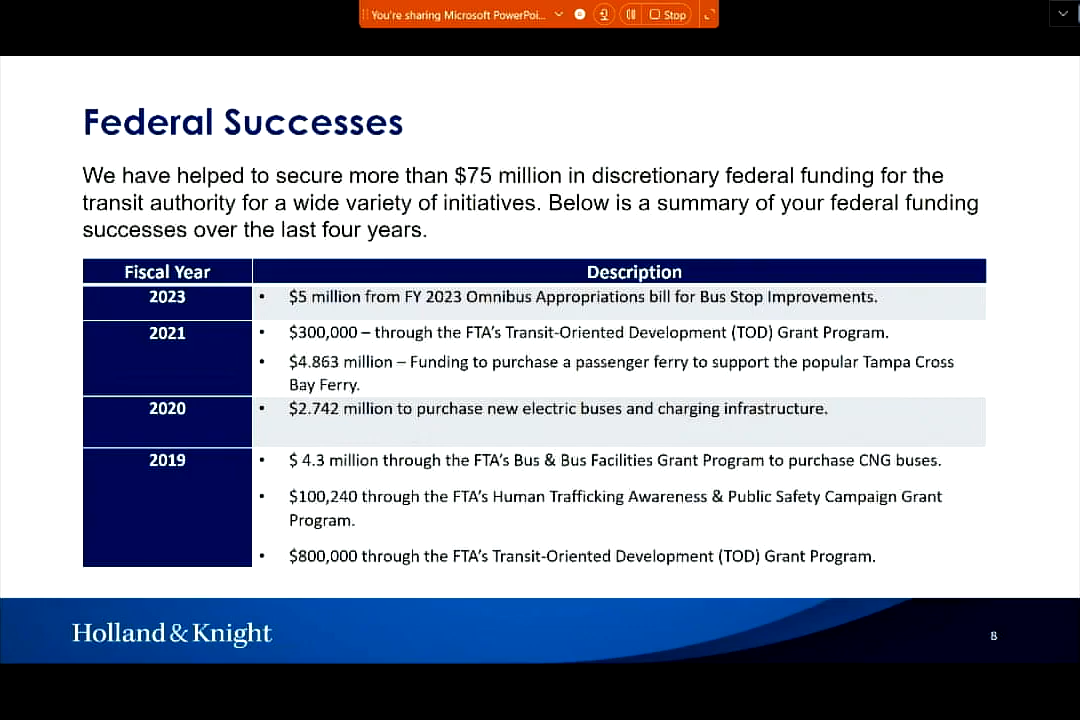 You're sharing Microsoft PowerPoi... Stop
Federal Successes
We have helped to secure more than $75 million in discretionary federal funding for the
transit authority for a wide variety of initiatives. Below is a summary of your federal funding
successes over the last four years.
Fiscal Year Description
2023 • $5 million from FY 2023 Omnibus Appropriations bill for Bus Stop Improvements.
2021 • $300,000 – through the FTA's Transit-Oriented Development (TOD) Grant Program.
• $4.863 million – Funding to purchase a passenger ferry to support the popular Tampa Cross
Bay Ferry.
2020 • $2.742 million to purchase new electric buses and charging infrastructure.
2019 • $ 4.3 million through the FTA's Bus & Bus Facilities Grant Program to purchase CNG buses.
• $100,240 through the FTA's Human Trafficking Awareness & Public Safety Campaign Grant
Program.
• $800,000 through the FTA's Transit-Oriented Development (TOD) Grant Program.
Holland & Knight
8